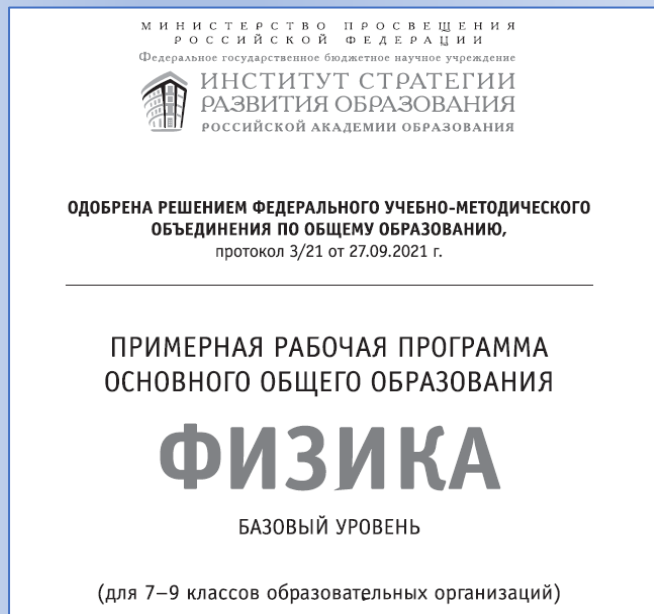 МИНИСТЕРСТВО ПРОСВЕЩЕНИЯ
РОССИЙСКОЙ ФЕДЕРАЦИИ
Федеральное государственное бюджетное научное учреждение
ИНСТИТУТ СТРАТЕГИИ
РАЗВИТИЯ ОБРАЗОВАНИЯ
РОССИЙСКОЙ АКАДЕМИИ ОБРАЗОВАНИЯ
ОДОБРЕНА РЕШЕНИЕМ ФЕДЕРАЛЬНОГО УЧЕБНО-МЕТОДИЧЕСКОГО
ОБЪЕДИНЕНИЯ ПО ОБЩЕМУ ОБРАЗОВАНИЮ,
протокол 3/21 от 27.09.2021 г.
ПРИМЕРНАЯ РАБОЧАЯ ПРОГРАММА
ОСНОВНОГО ОБЩЕГО ОБРАЗОВАНИЯ
ФИЗИКА
БАЗОВЫЙ УРОВЕНЬ
(для 7–9 классов образовательных организаций)